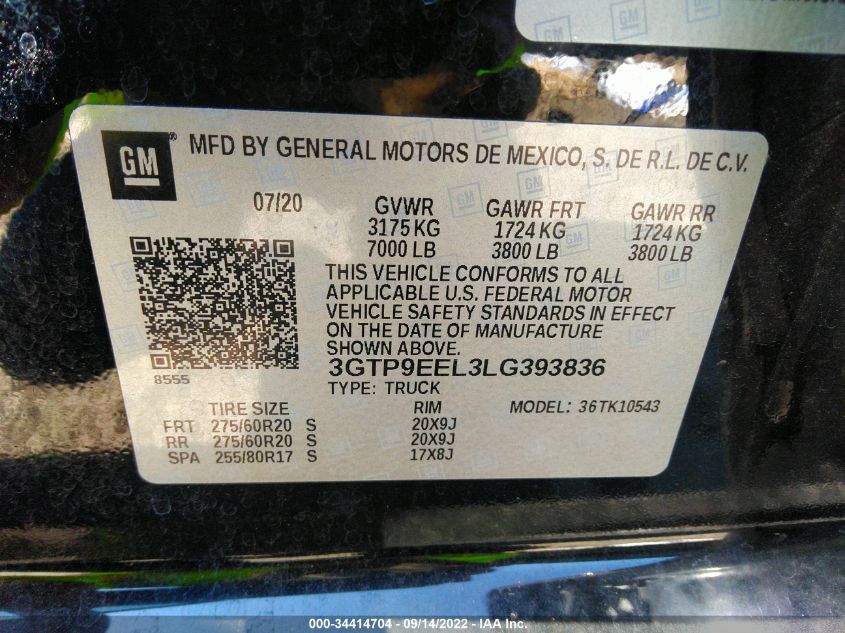 GM
GM ® MFD BY GENERAL MOTORS DE MEXICO, S. DE R.L. DE C.V.
07/20 GVWR GAWR FRT GAWR RR
3175 KG 1724 KG 1724 KG
7000 LB 3800 LB 3800 LB
THIS VEHICLE CONFORMS TO ALL
APPLICABLE U.S. FEDERAL MOTOR
VEHICLE SAFETY STANDARDS IN EFFECT
ON THE DATE OF MANUFACTURE
SHOWN ABOVE.
8555 3GTP9EEL3LG393836
TYPE: TRUCK
TIRE SIZE RIM MODEL: 36TK10543
FRT 275/60R20 S 20X9J
RR 275/60R20 S 20X9J
SPA 255/80R17 S 17X8J
000-34414704 - 09/14/2022 - IAA Inc.